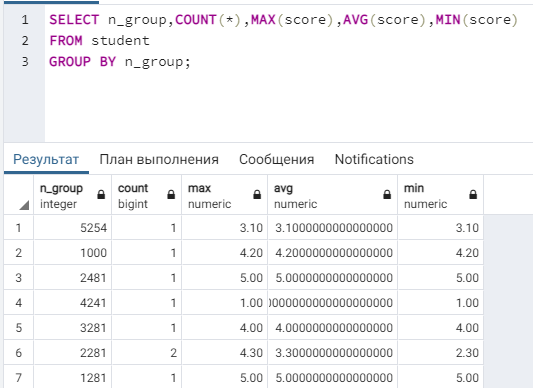 1 SELECT n_group,COUNT(*),MAX(score),AVG(score),MIN(score)
2 FROM student
3 GROUP BY n_group;
Результат План выполнения Сообщения Notifications
n_group count max avg min
integer bigint numeric numeric numeric
1 5254 1 3.10 3.1000000000000000 3.10
2 1000 1 4.20 4.2000000000000000 4.20
3 2481 1 5.00 5.0000000000000000 5.00
4 4241 1 1.00 1.00
5 3281 1 4.00 4.0000000000000000 4.00
6 2281 2 4.30 3.3000000000000000 2.30
7 1281 1 5.00 5.0000000000000000 5.00